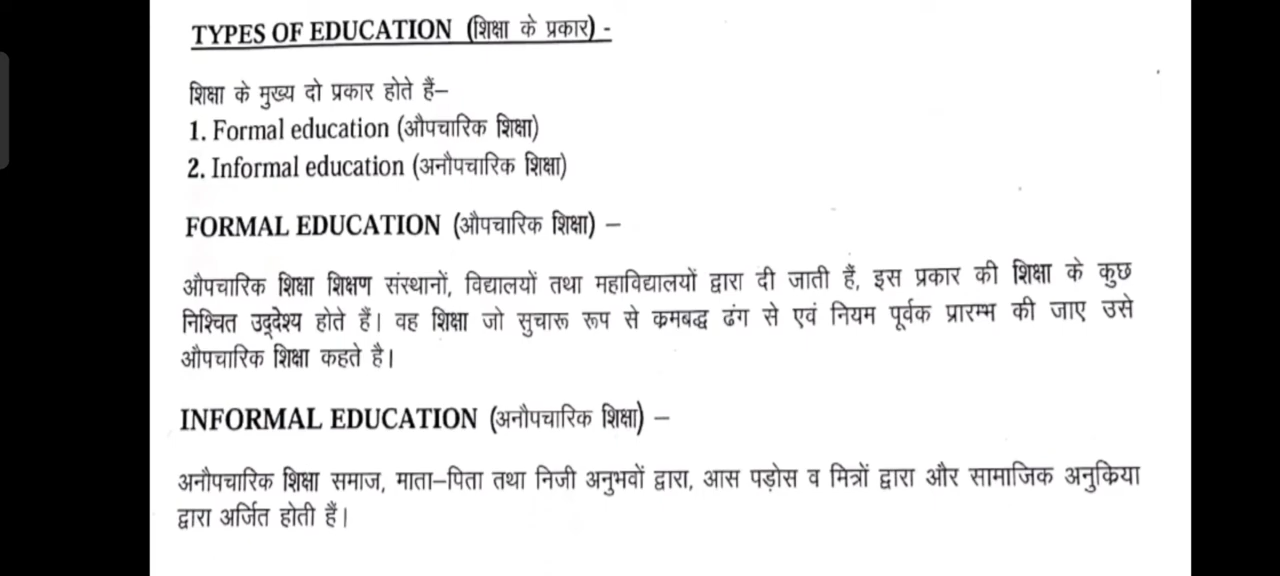 TYPES OF EDUCATION (शिक्षा के प्रकार) -
शिक्षा के मुख्य दो प्रकार होते हैं–
1. Formal education (औपचारिक शिक्षा)
2. Informal education (अनौपचारिक शिक्षा)
FORMAL EDUCATION (औपचारिक शिक्षा) –
औपचारिक शिक्षा शिक्षण संस्थानों, विद्यालयों तथा महाविद्यालयों द्वारा दी जाती हैं, इस प्रकार की शिक्षा के कुछ
निश्चित उद्देश्य होते हैं। वह शिक्षा जो सुचारू रूप से क्रमबद्ध ढंग से एवं नियम पूर्वक प्रारम्भ की जाए उसे
औपचारिक शिक्षा कहते है।
INFORMAL EDUCATION (अनौपचारिक शिक्षा) –
अनौपचारिक शिक्षा समाज, माता–पिता तथा निजी अनुभवों द्वारा, आस पड़ोस व मित्रों द्वारा और सामाजिक अनुकिया
द्वारा अर्जित होती हैं।